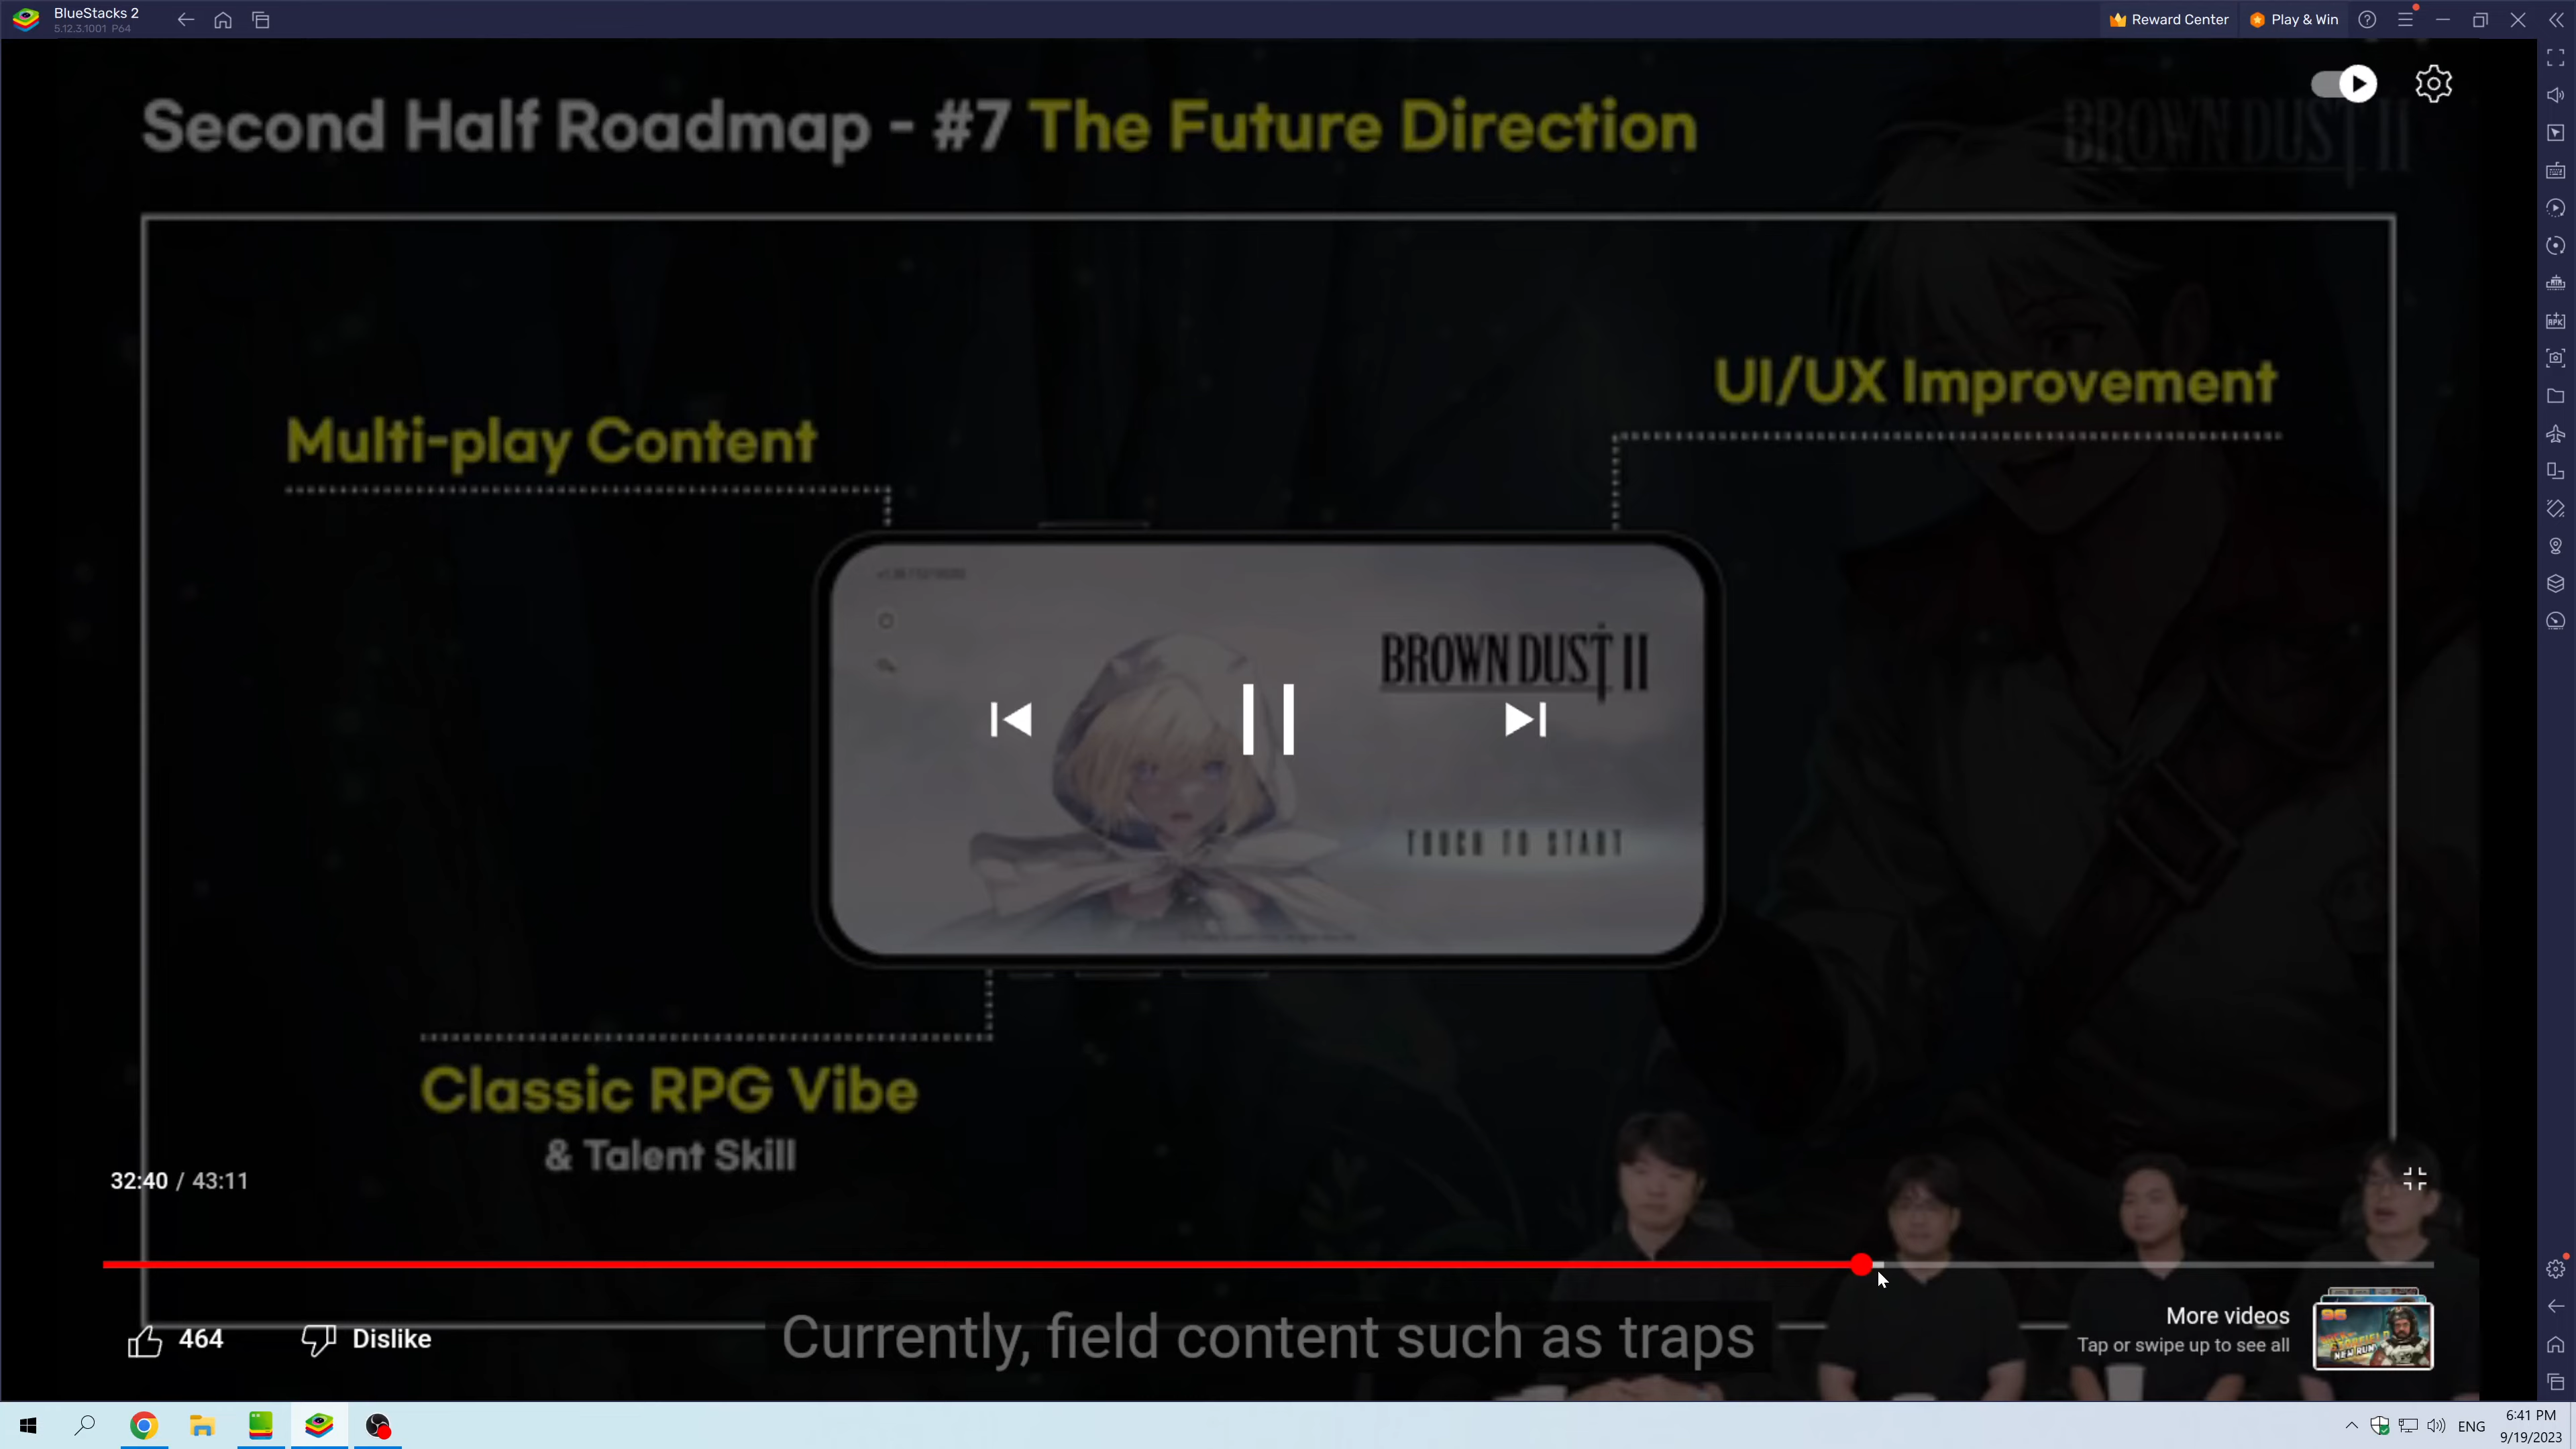 BlueStacks 2
5.12.3.1001 P64
Reward Center
Play & Win
Second Half Roadmap - #7 The Future Direction
BROWN DUST II
UI/UX Improvement
Multi-play Content
BROWN DUST II
TOUCH TO START
Classic RPG Vibe
& Talent Skill
32:40 / 43:11
464
Dislike
Currently, field content such as traps
More videos
Tap or swipe up to see all
ENG
6:41 PM
9/19/2023